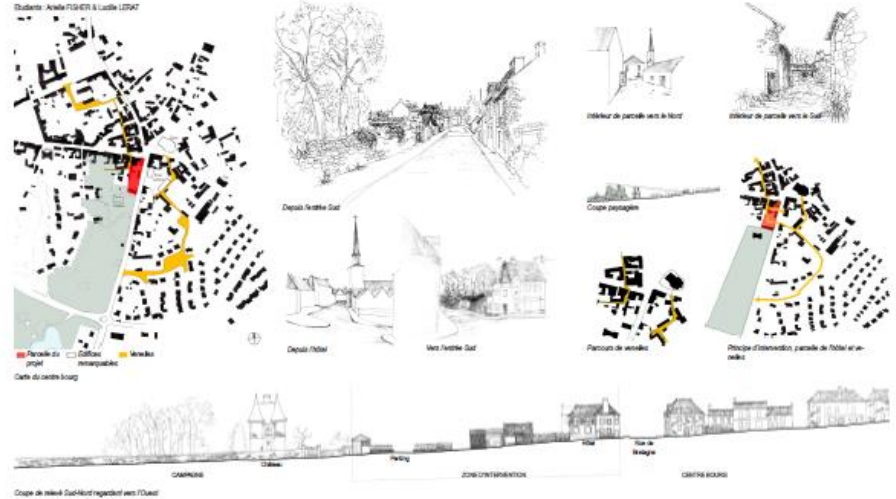 Etudiants : Arielle FISHER & Lucille LERAT
Intérieur de parcelle vers le Nord
Intérieur de parcelle vers le Sud
Depuis l'entrée Sud
Coupe paysagère
Depuis l'hôtel
Vers l'entrée Sud
Parcours de venelles
Principe d'intervention, parcelle de l'hôtel et ve-
nelles
Parcelle du
projet
Edifices
remarquables
Venelles
Carte du centre bourg
Château
Parking
Hôtel
Rue de
Bretagne
CAMPAGNE
ZONE D'INTERVENTION
CENTRE BOURG
Coupe de relevé Sud-Nord regardant vers l'Ouest